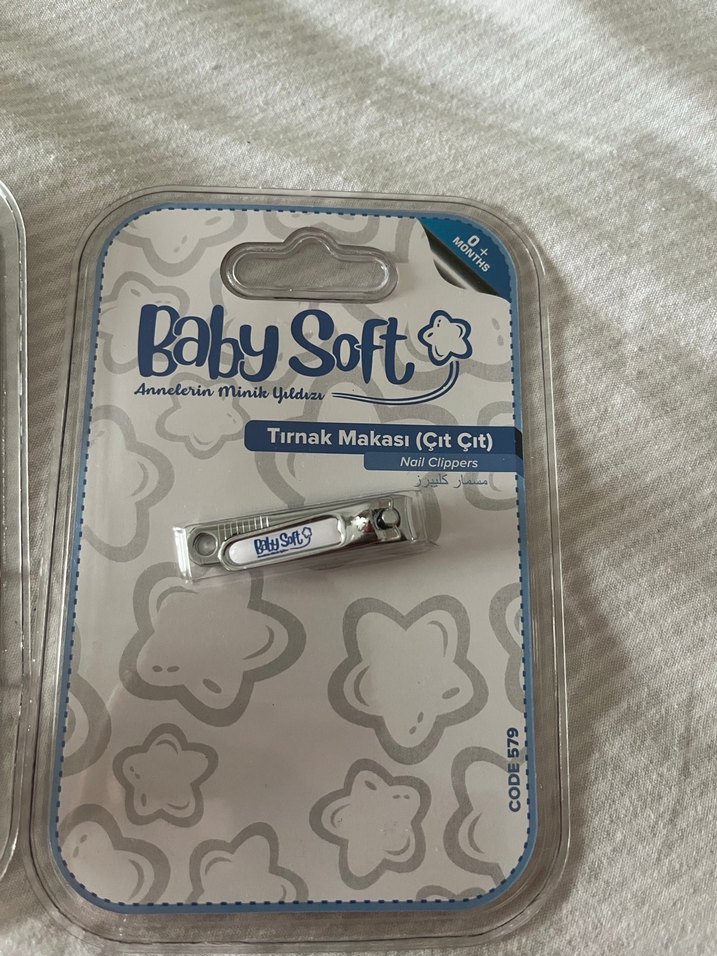 0 +
MONTHS
Baby Soft
Annelerin Minik Yıldızı
Tırnak Makası (Çıt Çıt)
Nail Clippers
مسمار كليبرز
Baby Soft
CODE 579